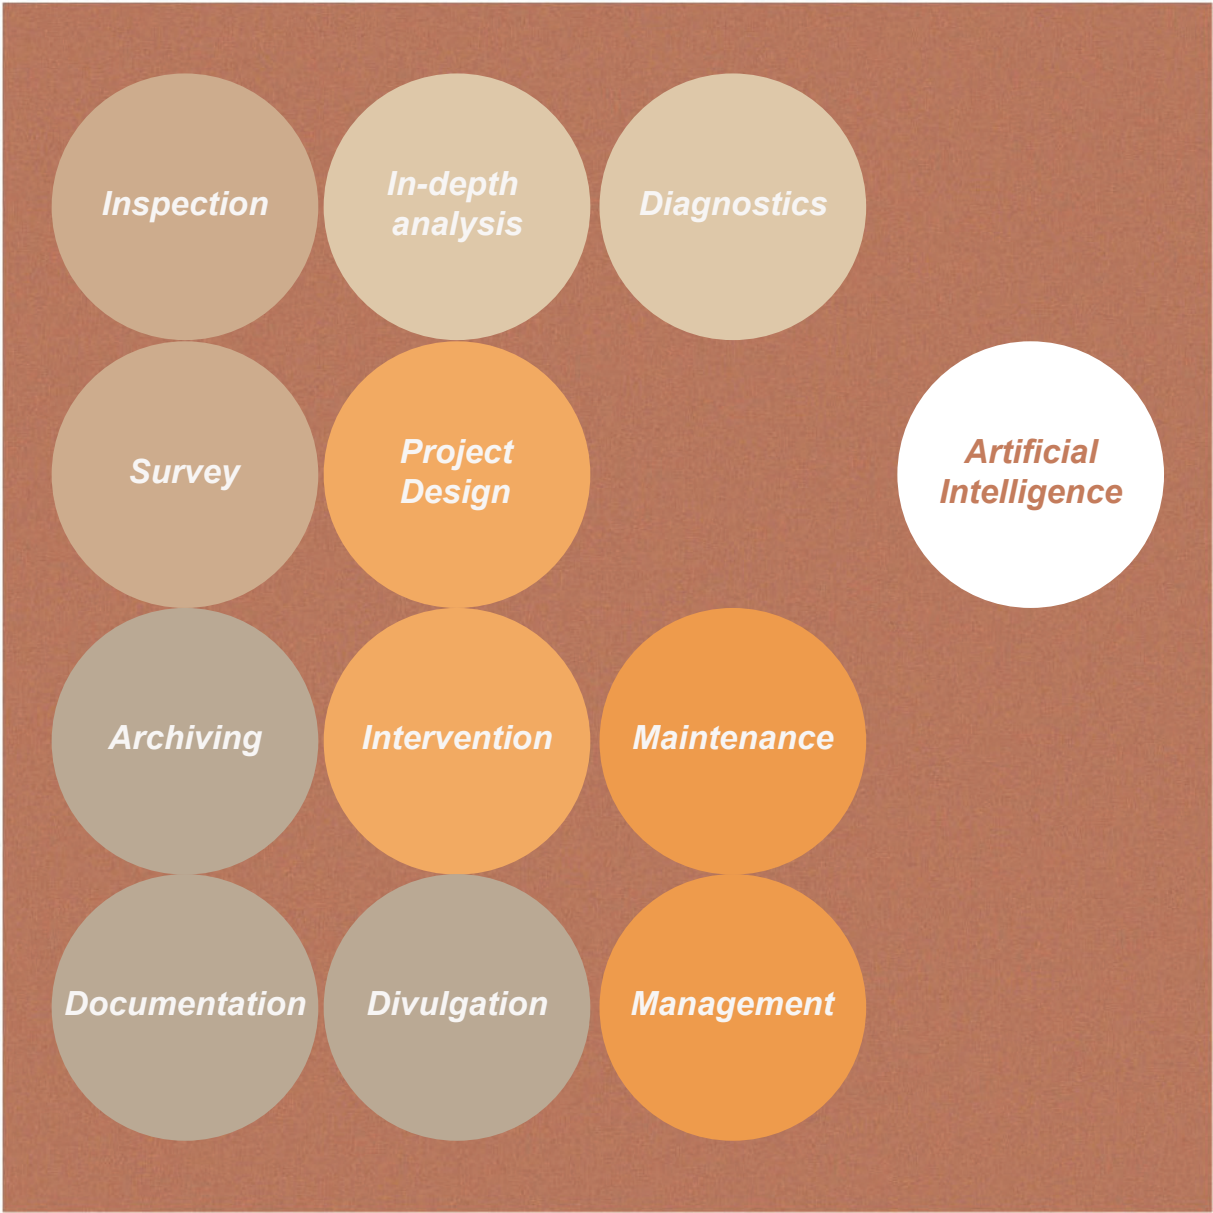 Inspection
In-depth
analysis
Diagnostics
Survey
Project
Design
Artificial
Intelligence
Archiving
Intervention
Maintenance
Documentation
Divulgation
Management